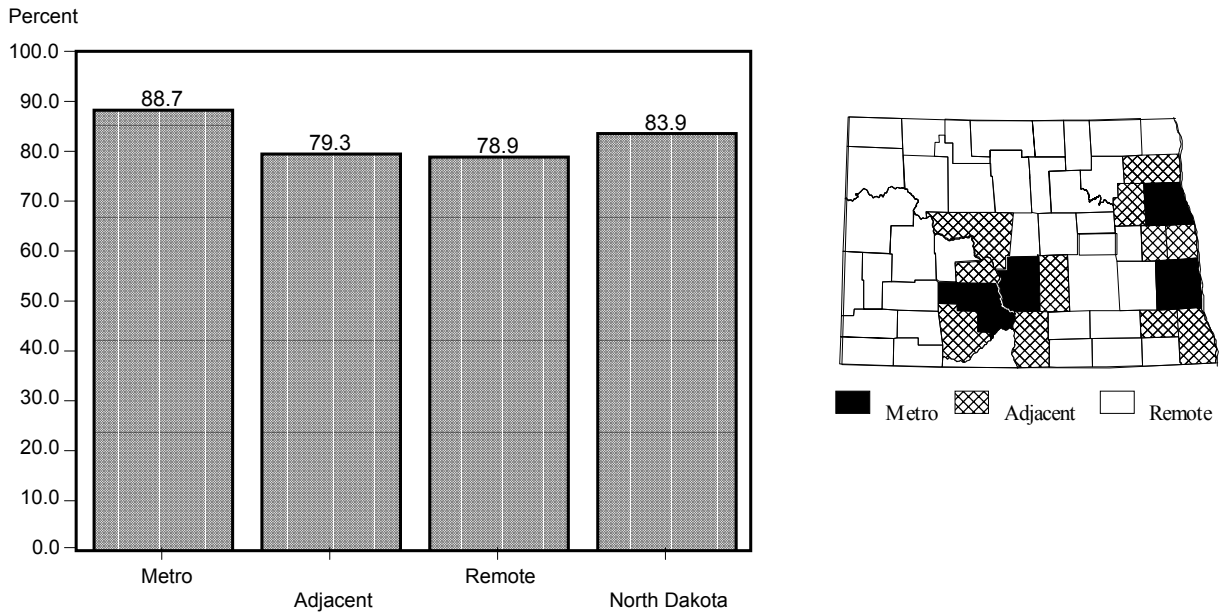 Percent
100.0
90.0
80.0
70.0
60.0
50.0
40.0
30.0
20.0
10.0
0.0
88.7
79.3
78.9
83.9
Metro
Adjacent
Remote
North Dakota
Metro Adjacent Remote